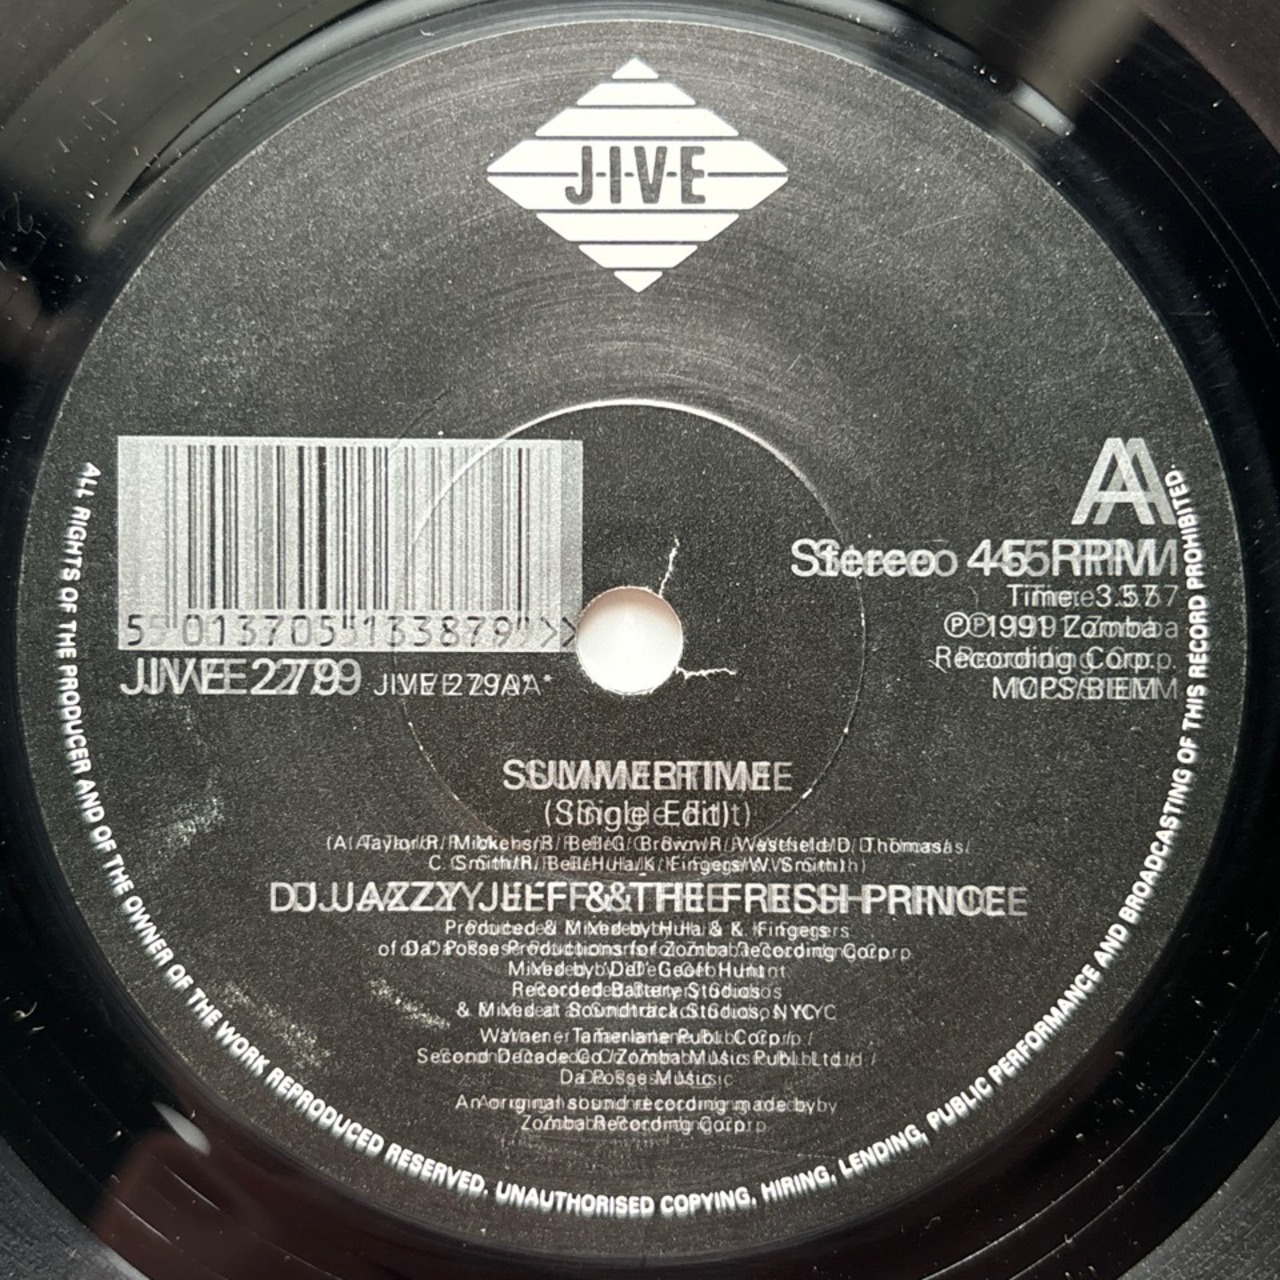 JIVE
A
Stereo 45 RPM
Time: 3.57
℗ 1991 Zomba
Recording Corp.
MCPS/BIEM
5 013705 133879 >
JIVE 279 JIVE 279A*
SUMMERTIME
(Single Edit)
(A. Taylor/R. Mickens/R. Bell/G. Brown/R. Westfield/D. Thomas/
C. Smith/R. Bell/Hula/K. Fingers/W. Smith)
DJ JAZZY JEFF & THE FRESH PRINCE
Produced & Mixed by Hula & K. Fingers
of Da' Posse Productions for Zomba Recording Corp
Mixed by Geoff Hunt
Recorded Battery Studios
& Mixed at Soundtrack Studios, NYC
Warner - Tamerlane Publ. Corp /
Second Decade Co./Zomba Music Publ. Ltd /
Da Posse Music
An original sound recording made by
Zomba Recording Corp.
ALL RIGHTS OF THE PRODUCER AND OF THE OWNER OF THE WORK REPRODUCED RESERVED. UNAUTHORISED COPYING, HIRING, LENDING, PUBLIC PERFORMANCE AND BROADCASTING OF THIS RECORD PROHIBITED.